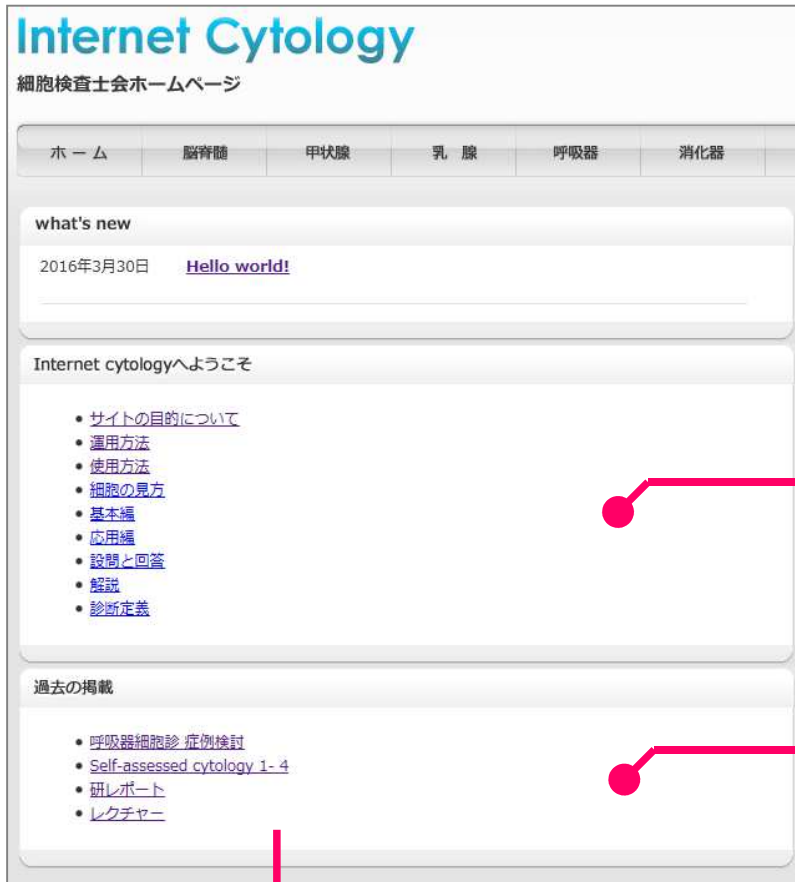 Internet Cytology
細胞検査士会ホームページ
ホーム 脳脊髄 甲状腺 乳 腺 呼吸器 消化器
what's new
2016年3月30日 Hello world!
Internet cytologyへようこそ
• サイトの目的について
• 運用方法
• 使用方法
• 細胞の見方
• 基本編
• 応用編
• 設問と回答
• 解説
• 診断定義
過去の掲載
• 呼吸器細胞診 症例検討
• Self-assessed cytology 1- 4
• 研レポート
• レクチャー